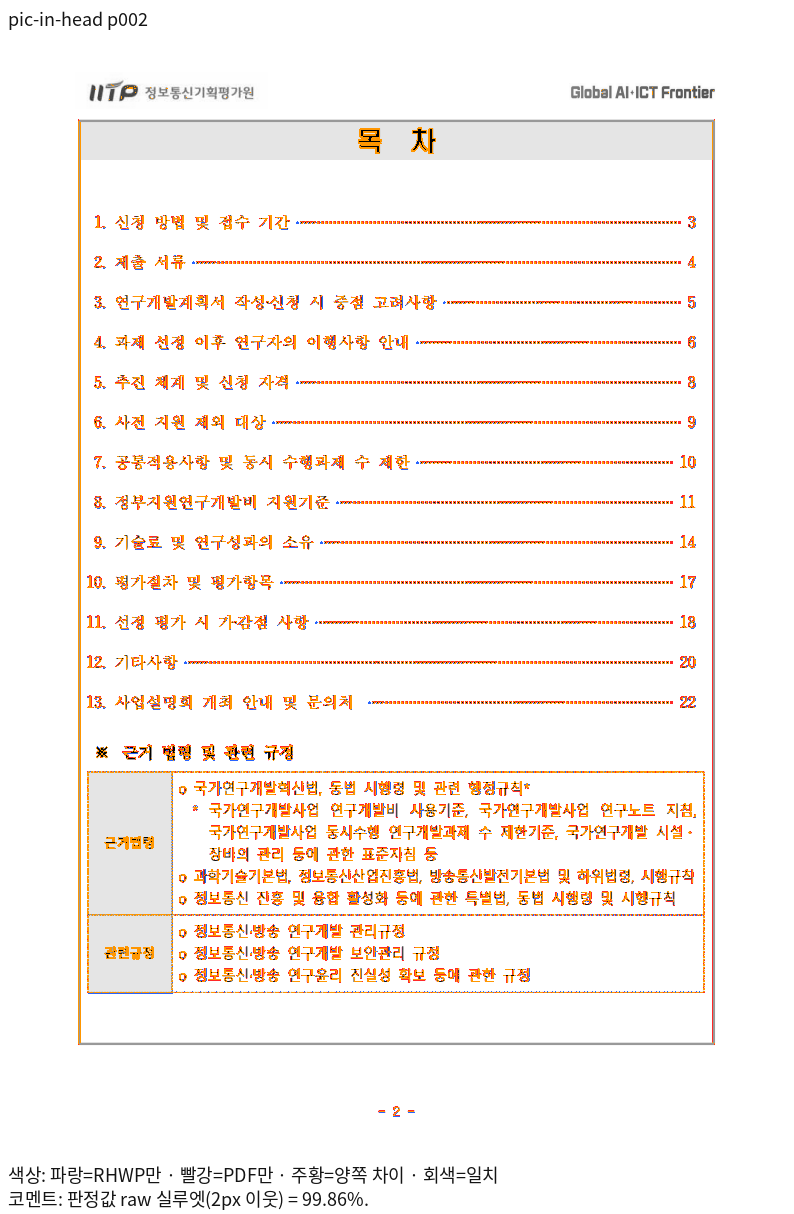 pic-in-head p002
IITP 정보통신기획평가원
Global AI·ICT Frontier
목 차
1. 신청 방법 및 접수 기간 3
2. 제출 서류 4
3. 연구개발계획서 작성·신청 시 중점 고려사항 5
4. 과제 선정 이후 연구자의 이행사항 안내 6
5. 추진 체계 및 신청 자격 8
6. 사전 지원 제외 대상 9
7. 공통적용사항 및 동시 수행과제 수 제한 10
8. 정부지원연구개발비 지원기준 11
9. 기술료 및 연구성과의 소유 14
10. 평가절차 및 평가항목 17
11. 선정 평가 시 가·감점 사항 18
12. 기타사항 20
13. 사업설명회 개최 안내 및 문의처 22
※ 근거 법령 및 관련 규정
근거법령
ㅇ 국가연구개발혁신법, 동법 시행령 및 관련 행정규칙*
* 국가연구개발사업 연구개발비 사용기준, 국가연구개발사업 연구노트 지침,
국가연구개발사업 동시수행 연구개발과제 수 제한기준, 국가연구개발 시설·
장비의 관리 등에 관한 표준지침 등
ㅇ 과학기술기본법, 정보통신산업진흥법, 방송통신발전기본법 및 하위법령, 시행규칙
ㅇ 정보통신 진흥 및 융합 활성화 등에 관한 특별법, 동법 시행령 및 시행규칙
관련규정
ㅇ 정보통신·방송 연구개발 관리규정
ㅇ 정보통신·방송 연구개발 보안관리 규정
ㅇ 정보통신·방송 연구윤리 진실성 확보 등에 관한 규정
- 2 -
색상: 파랑=RHWP만 · 빨강=PDF만 · 주황=양쪽 차이 · 회색=일치
코멘트: 판정값 raw 실루엣(2px 이웃) = 99.86%.